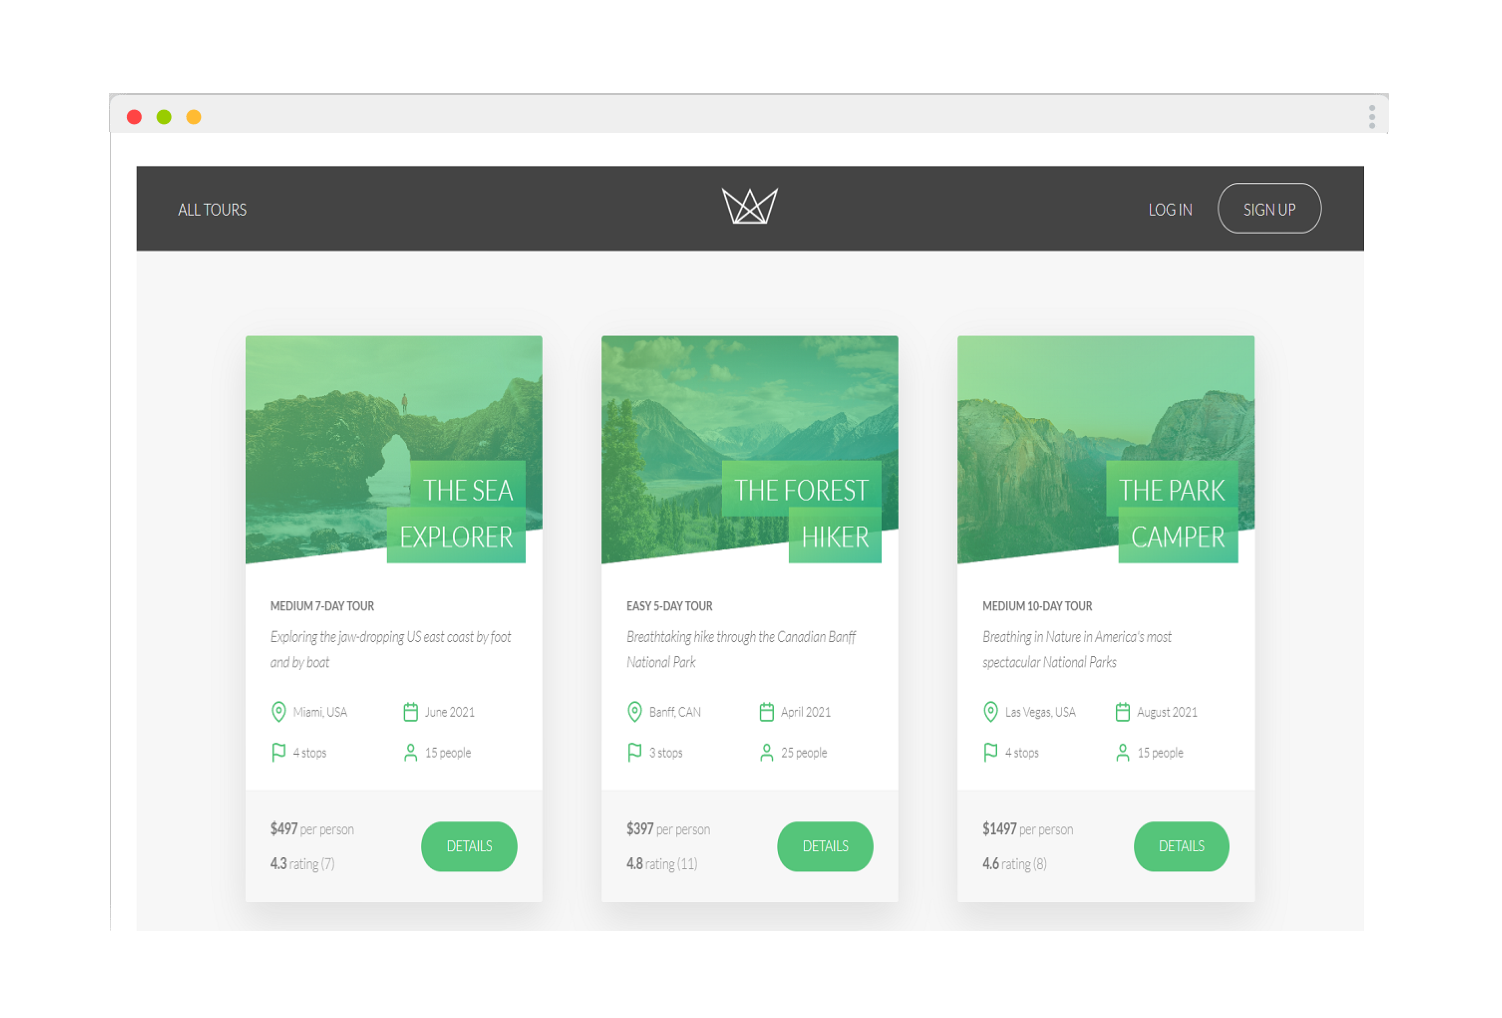 ALL TOURS
LOG IN
SIGN UP
THE SEA
EXPLORER
MEDIUM 7-DAY TOUR
Exploring the jaw-dropping US east coast by foot
and by boat
Miami, USA
June 2021
4 stops
15 people
$497 per person
4.3 rating (7)
DETAILS
THE FOREST
HIKER
EASY 5-DAY TOUR
Breathtaking hike through the Canadian Banff
National Park
Banff, CAN
April 2021
3 stops
25 people
$397 per person
4.8 rating (11)
DETAILS
THE PARK
CAMPER
MEDIUM 10-DAY TOUR
Breathing in Nature in America's most
spectacular National Parks
Las Vegas, USA
August 2021
4 stops
15 people
$1497 per person
4.6 rating (8)
DETAILS